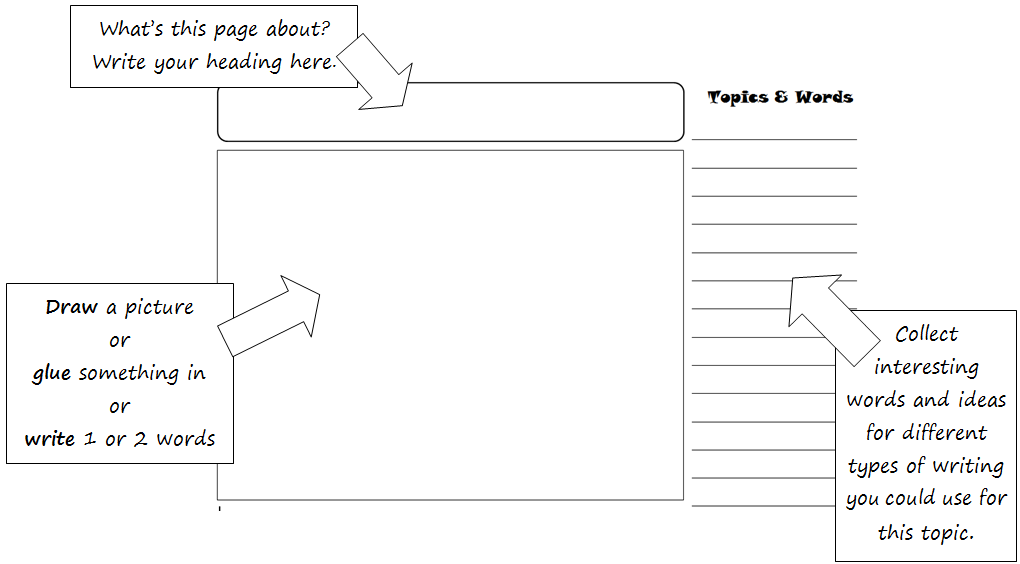 What's this page about?
Write your heading here.
Topics & Words
Draw a picture
or
glue something in
or
write 1 or 2 words
Collect
interesting
words and ideas
for different
types of writing
you could use for
this topic.